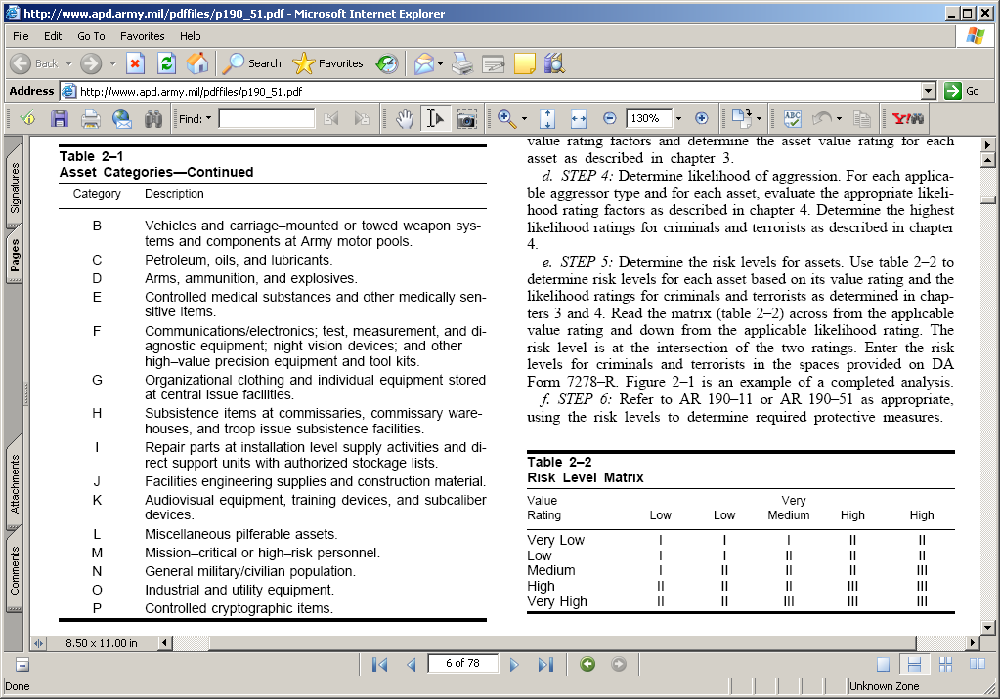 http://www.apd.army.mil/pdffiles/p190_51.pdf - Microsoft Internet Explorer
File Edit Go To Favorites Help
Back Search Favorites
Address http://www.apd.army.mil/pdffiles/p190_51.pdf Go
Find: 130% Y!
Signatures
Pages
Attachments
Comments
Table 2–1
Asset Categories—Continued
Category Description
B Vehicles and carriage–mounted or towed weapon sys-
tems and components at Army motor pools.
C Petroleum, oils, and lubricants.
D Arms, ammunition, and explosives.
E Controlled medical substances and other medically sen-
sitive items.
F Communications/electronics; test, measurement, and di-
agnostic equipment; night vision devices; and other
high–value precision equipment and tool kits.
G Organizational clothing and individual equipment stored
at central issue facilities.
H Subsistence items at commissaries, commissary ware-
houses, and troop issue subsistence facilities.
I Repair parts at installation level supply activities and di-
rect support units with authorized stockage lists.
J Facilities engineering supplies and construction material.
K Audiovisual equipment, training devices, and subcaliber
devices.
L Miscellaneous pilferable assets.
M Mission–critical or high–risk personnel.
N General military/civilian population.
O Industrial and utility equipment.
P Controlled cryptographic items.
value rating factors and determine the asset value rating for each
asset as described in chapter 3.
d. STEP 4: Determine likelihood of aggression. For each applica-
ble aggressor type and for each asset, evaluate the appropriate likeli-
hood rating factors as described in chapter 4. Determine the highest
likelihood ratings for criminals and terrorists as described in chapter
4.
e. STEP 5: Determine the risk levels for assets. Use table 2–2 to
determine risk levels for each asset based on its value rating and the
likelihood ratings for criminals and terrorists as determined in chap-
ters 3 and 4. Read the matrix (table 2–2) across from the applicable
value rating and down from the applicable likelihood rating. The
risk level is at the intersection of the two ratings. Enter the risk
levels for criminals and terrorists in the spaces provided on DA
Form 7278–R. Figure 2–1 is an example of a completed analysis.
f. STEP 6: Refer to AR 190–11 or AR 190–51 as appropriate,
using the risk levels to determine required protective measures.
Table 2–2
Risk Level Matrix
Value Very
Rating Low Low Medium High High
Very Low I I I II II
Low I I II II II
Medium I II II II III
High II II II III III
Very High II II III III III
8.50 x 11.00 in
6 of 78
Done Unknown Zone